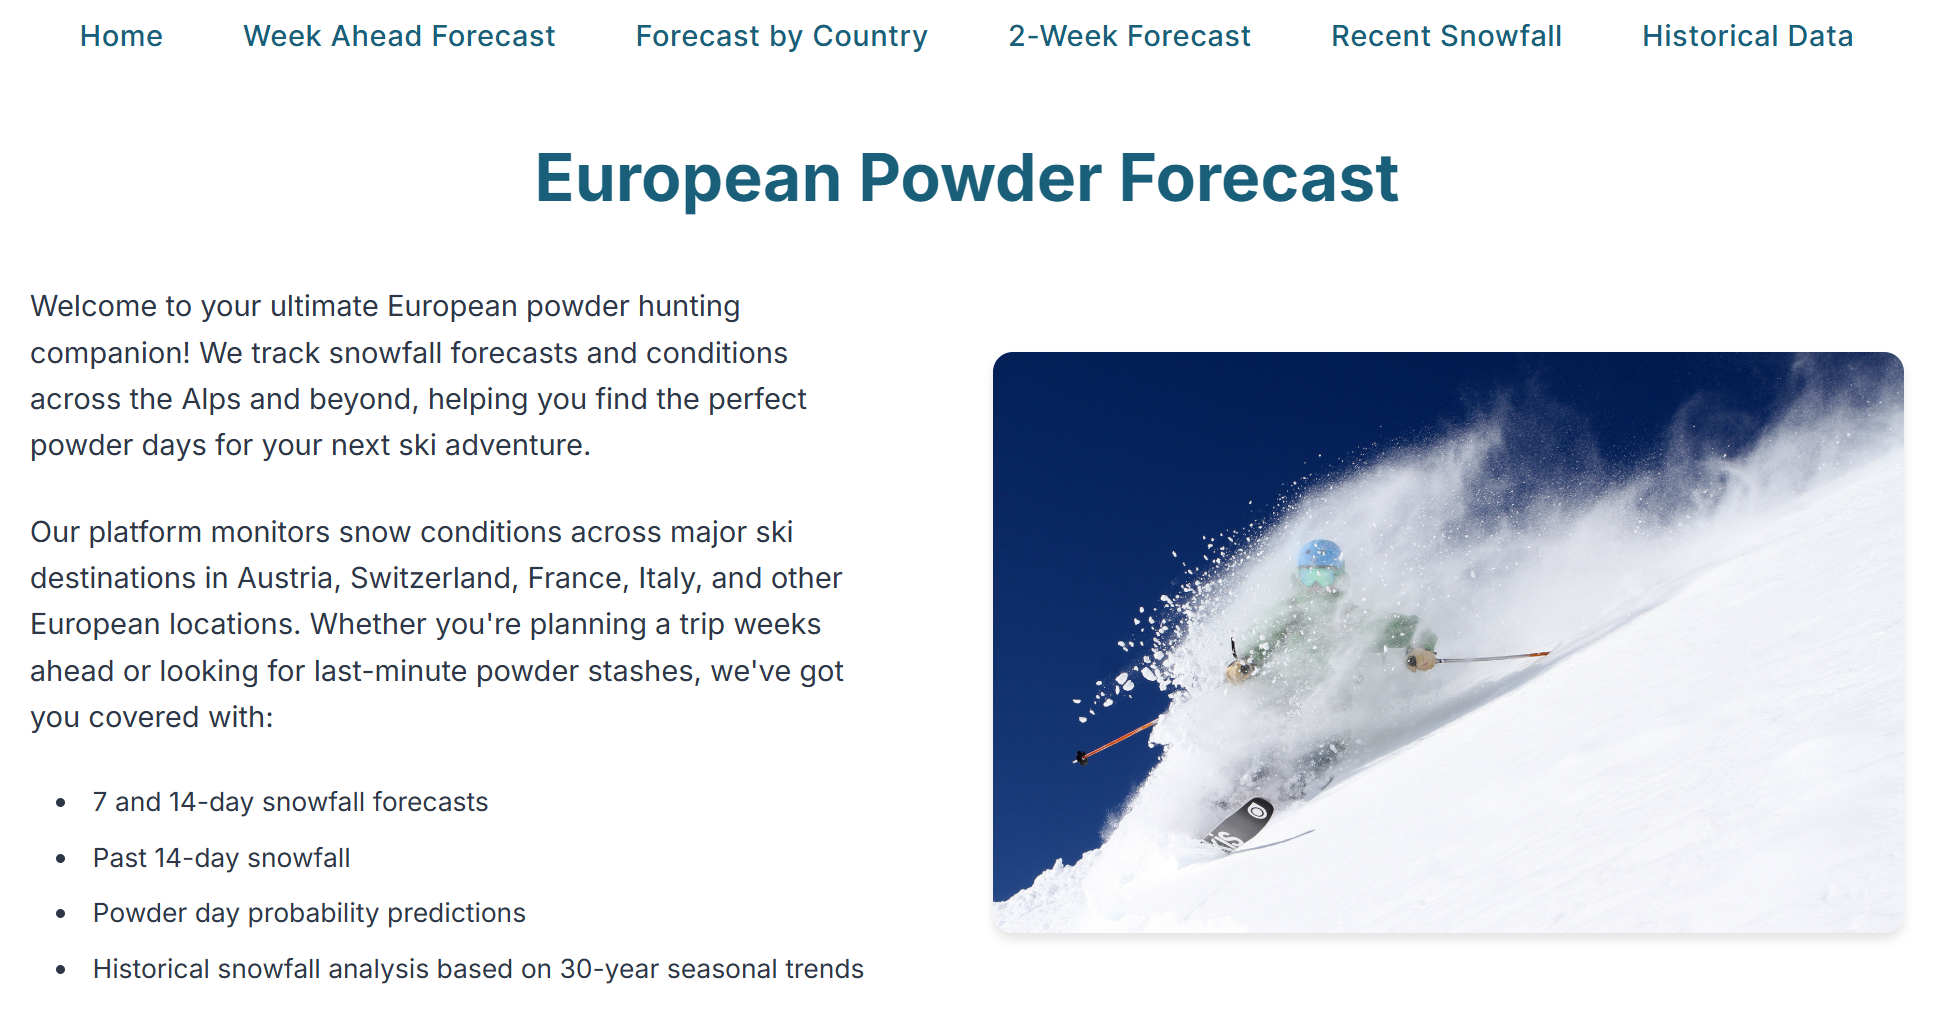 Home Week Ahead Forecast Forecast by Country 2-Week Forecast Recent Snowfall Historical Data
European Powder Forecast
Welcome to your ultimate European powder hunting
companion! We track snowfall forecasts and conditions
across the Alps and beyond, helping you find the perfect
powder days for your next ski adventure.
Our platform monitors snow conditions across major ski
destinations in Austria, Switzerland, France, Italy, and other
European locations. Whether you're planning a trip weeks
ahead or looking for last-minute powder stashes, we've got
you covered with:
• 7 and 14-day snowfall forecasts
• Past 14-day snowfall
• Powder day probability predictions
• Historical snowfall analysis based on 30-year seasonal trends